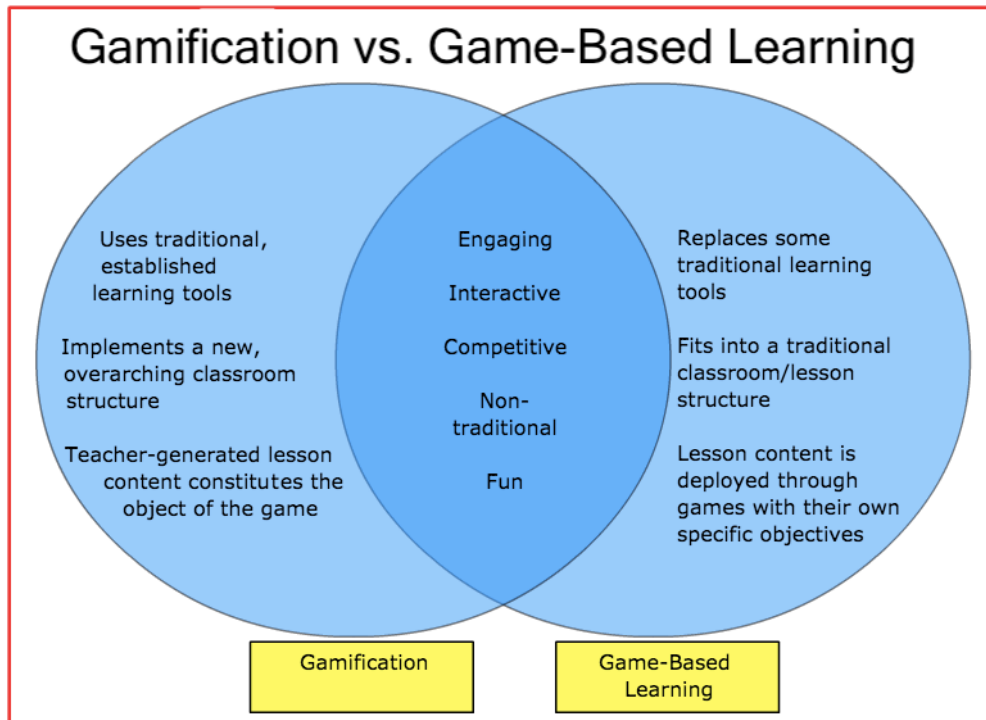 Gamification vs. Game-Based Learning
Uses traditional,
established
learning tools
Implements a new,
overarching classroom
structure
Teacher-generated lesson
content constitutes the
object of the game
Engaging
Interactive
Competitive
Non-
traditional
Fun
Replaces some
traditional learning
tools
Fits into a traditional
classroom/lesson
structure
Lesson content is
deployed through
games with their own
specific objectives
Gamification
Game-Based
Learning